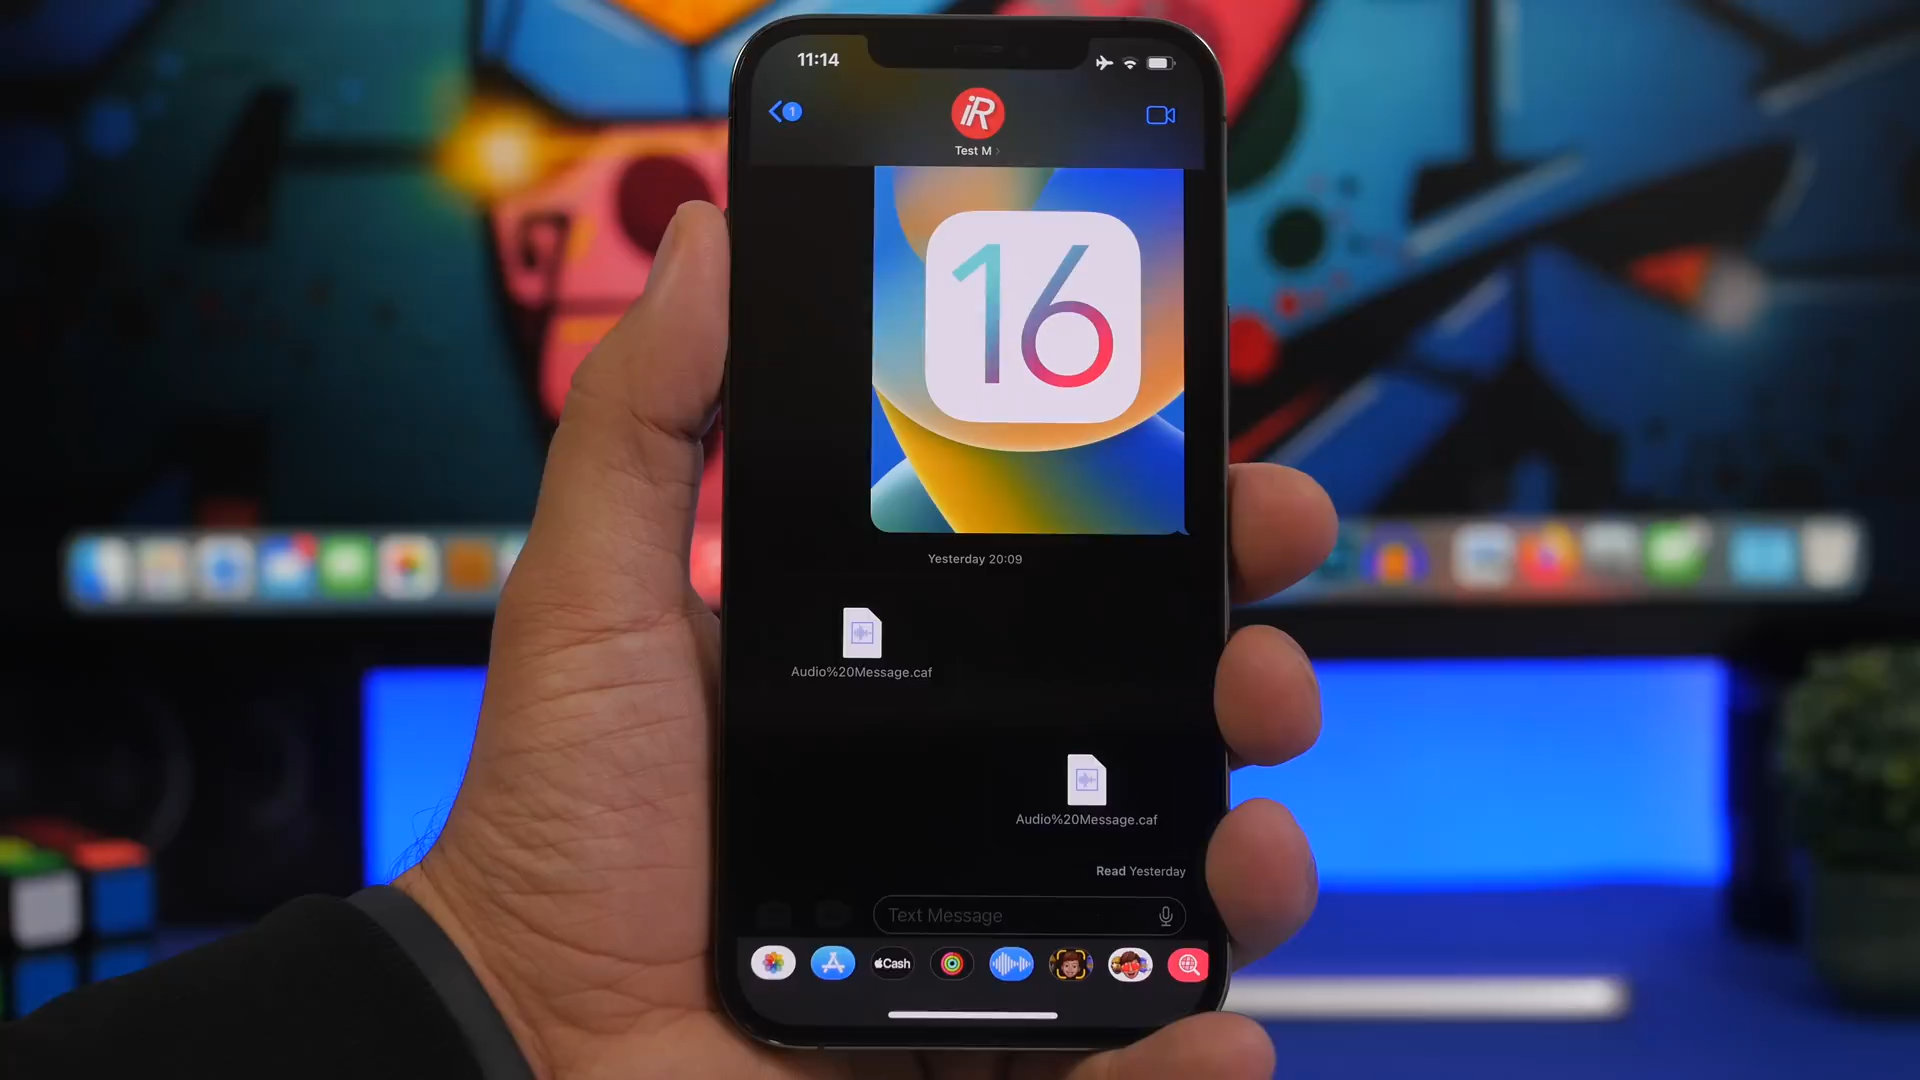 11:14
1
iR
Test M
16
Yesterday 20:09
Audio%20Message.caf
Audio%20Message.caf
Read Yesterday
Text Message
Cash